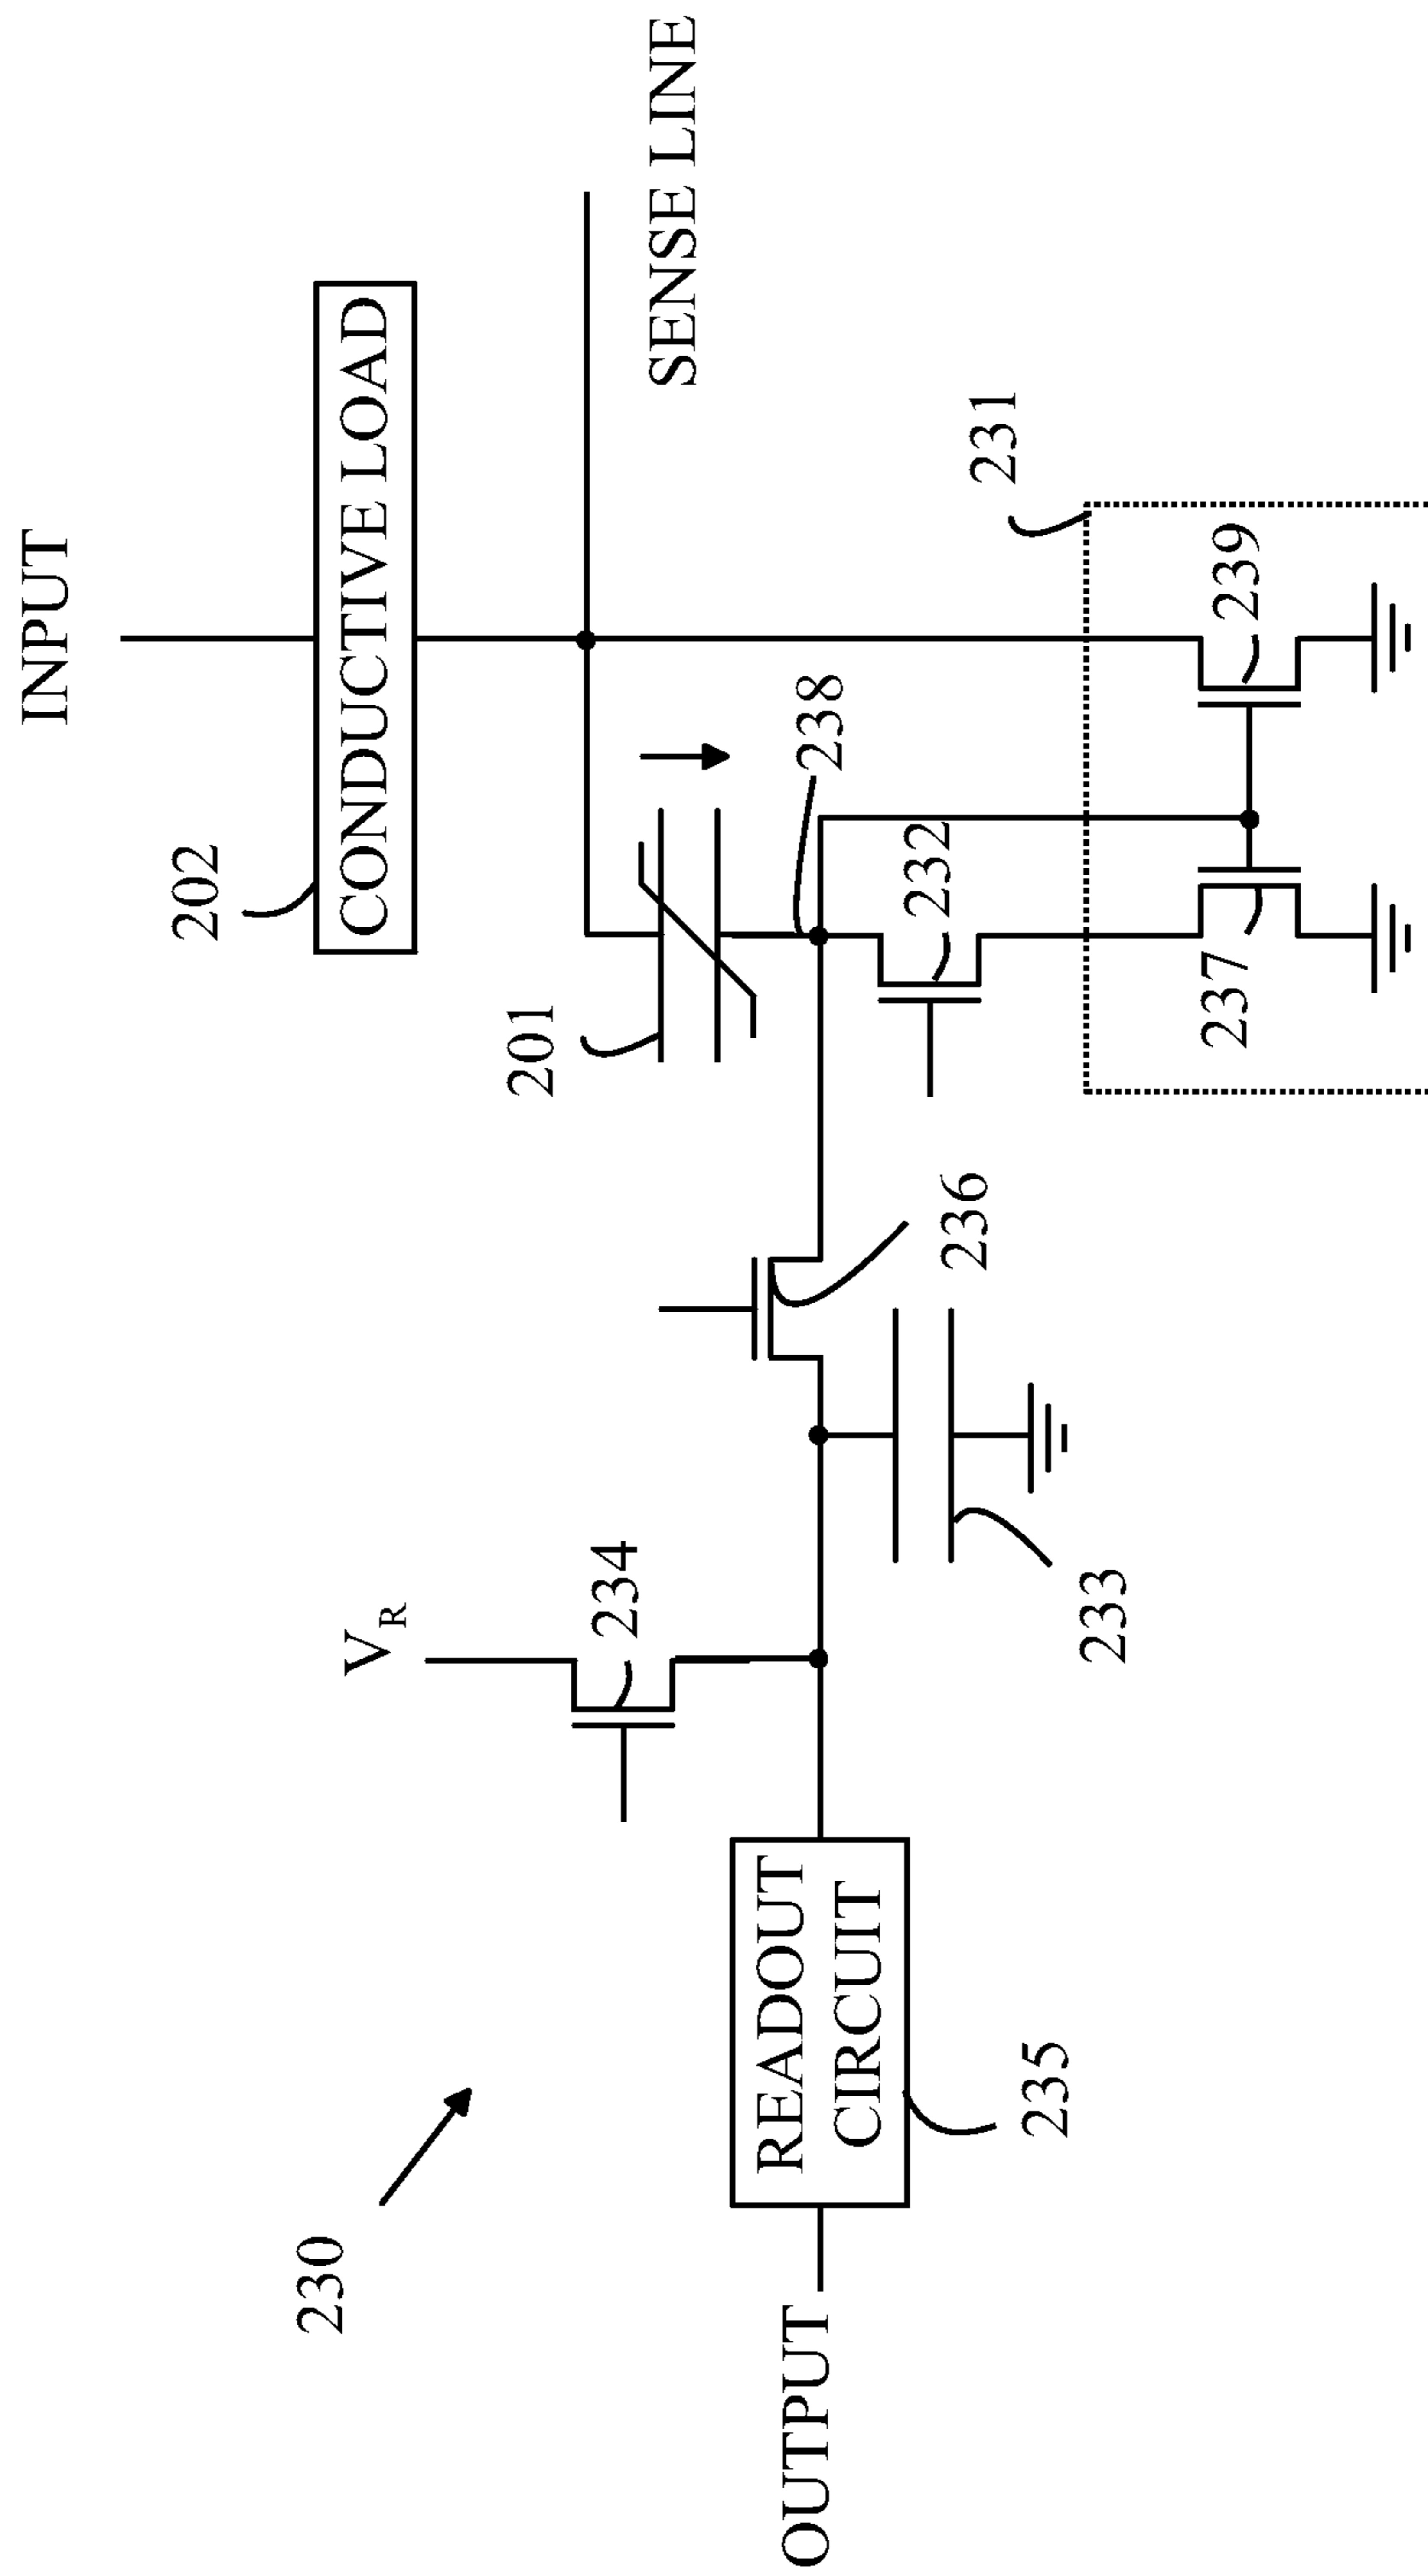 INPUT
202
CONDUCTIVE LOAD
SENSE LINE
201
238
231
232
239
237
236
V_R
234
233
READOUT
CIRCUIT
235
230
OUTPUT